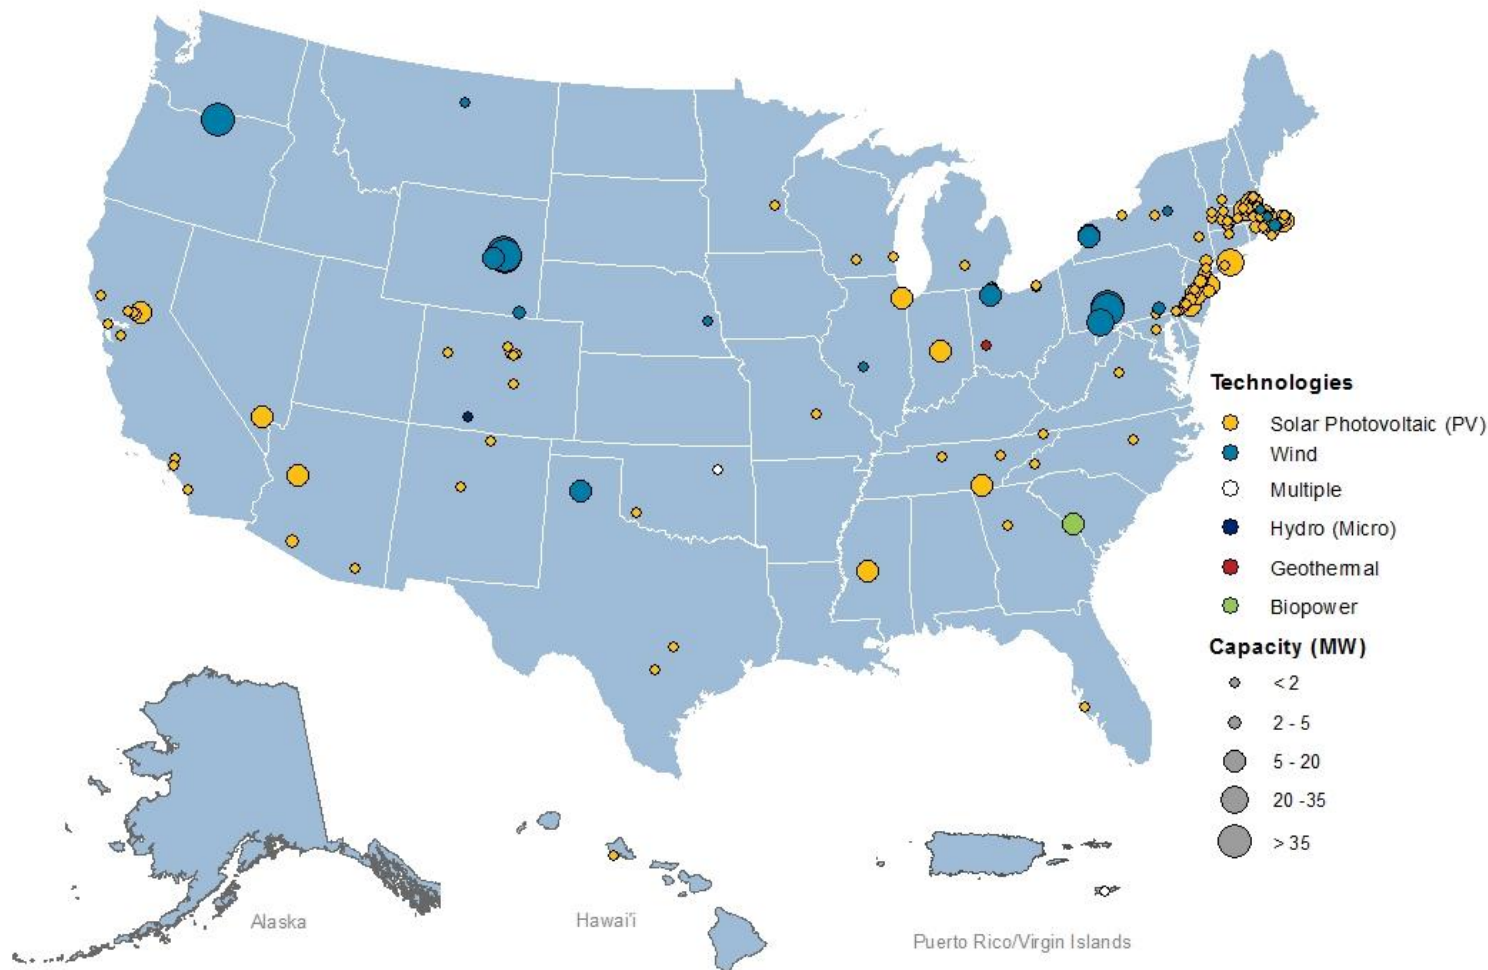 Technologies
Solar Photovoltaic (PV)
Wind
Multiple
Hydro (Micro)
Geothermal
Biopower
Capacity (MW)
< 2
2 - 5
5 - 20
20 -35
> 35
Alaska
Hawai'i
Puerto Rico/Virgin Islands